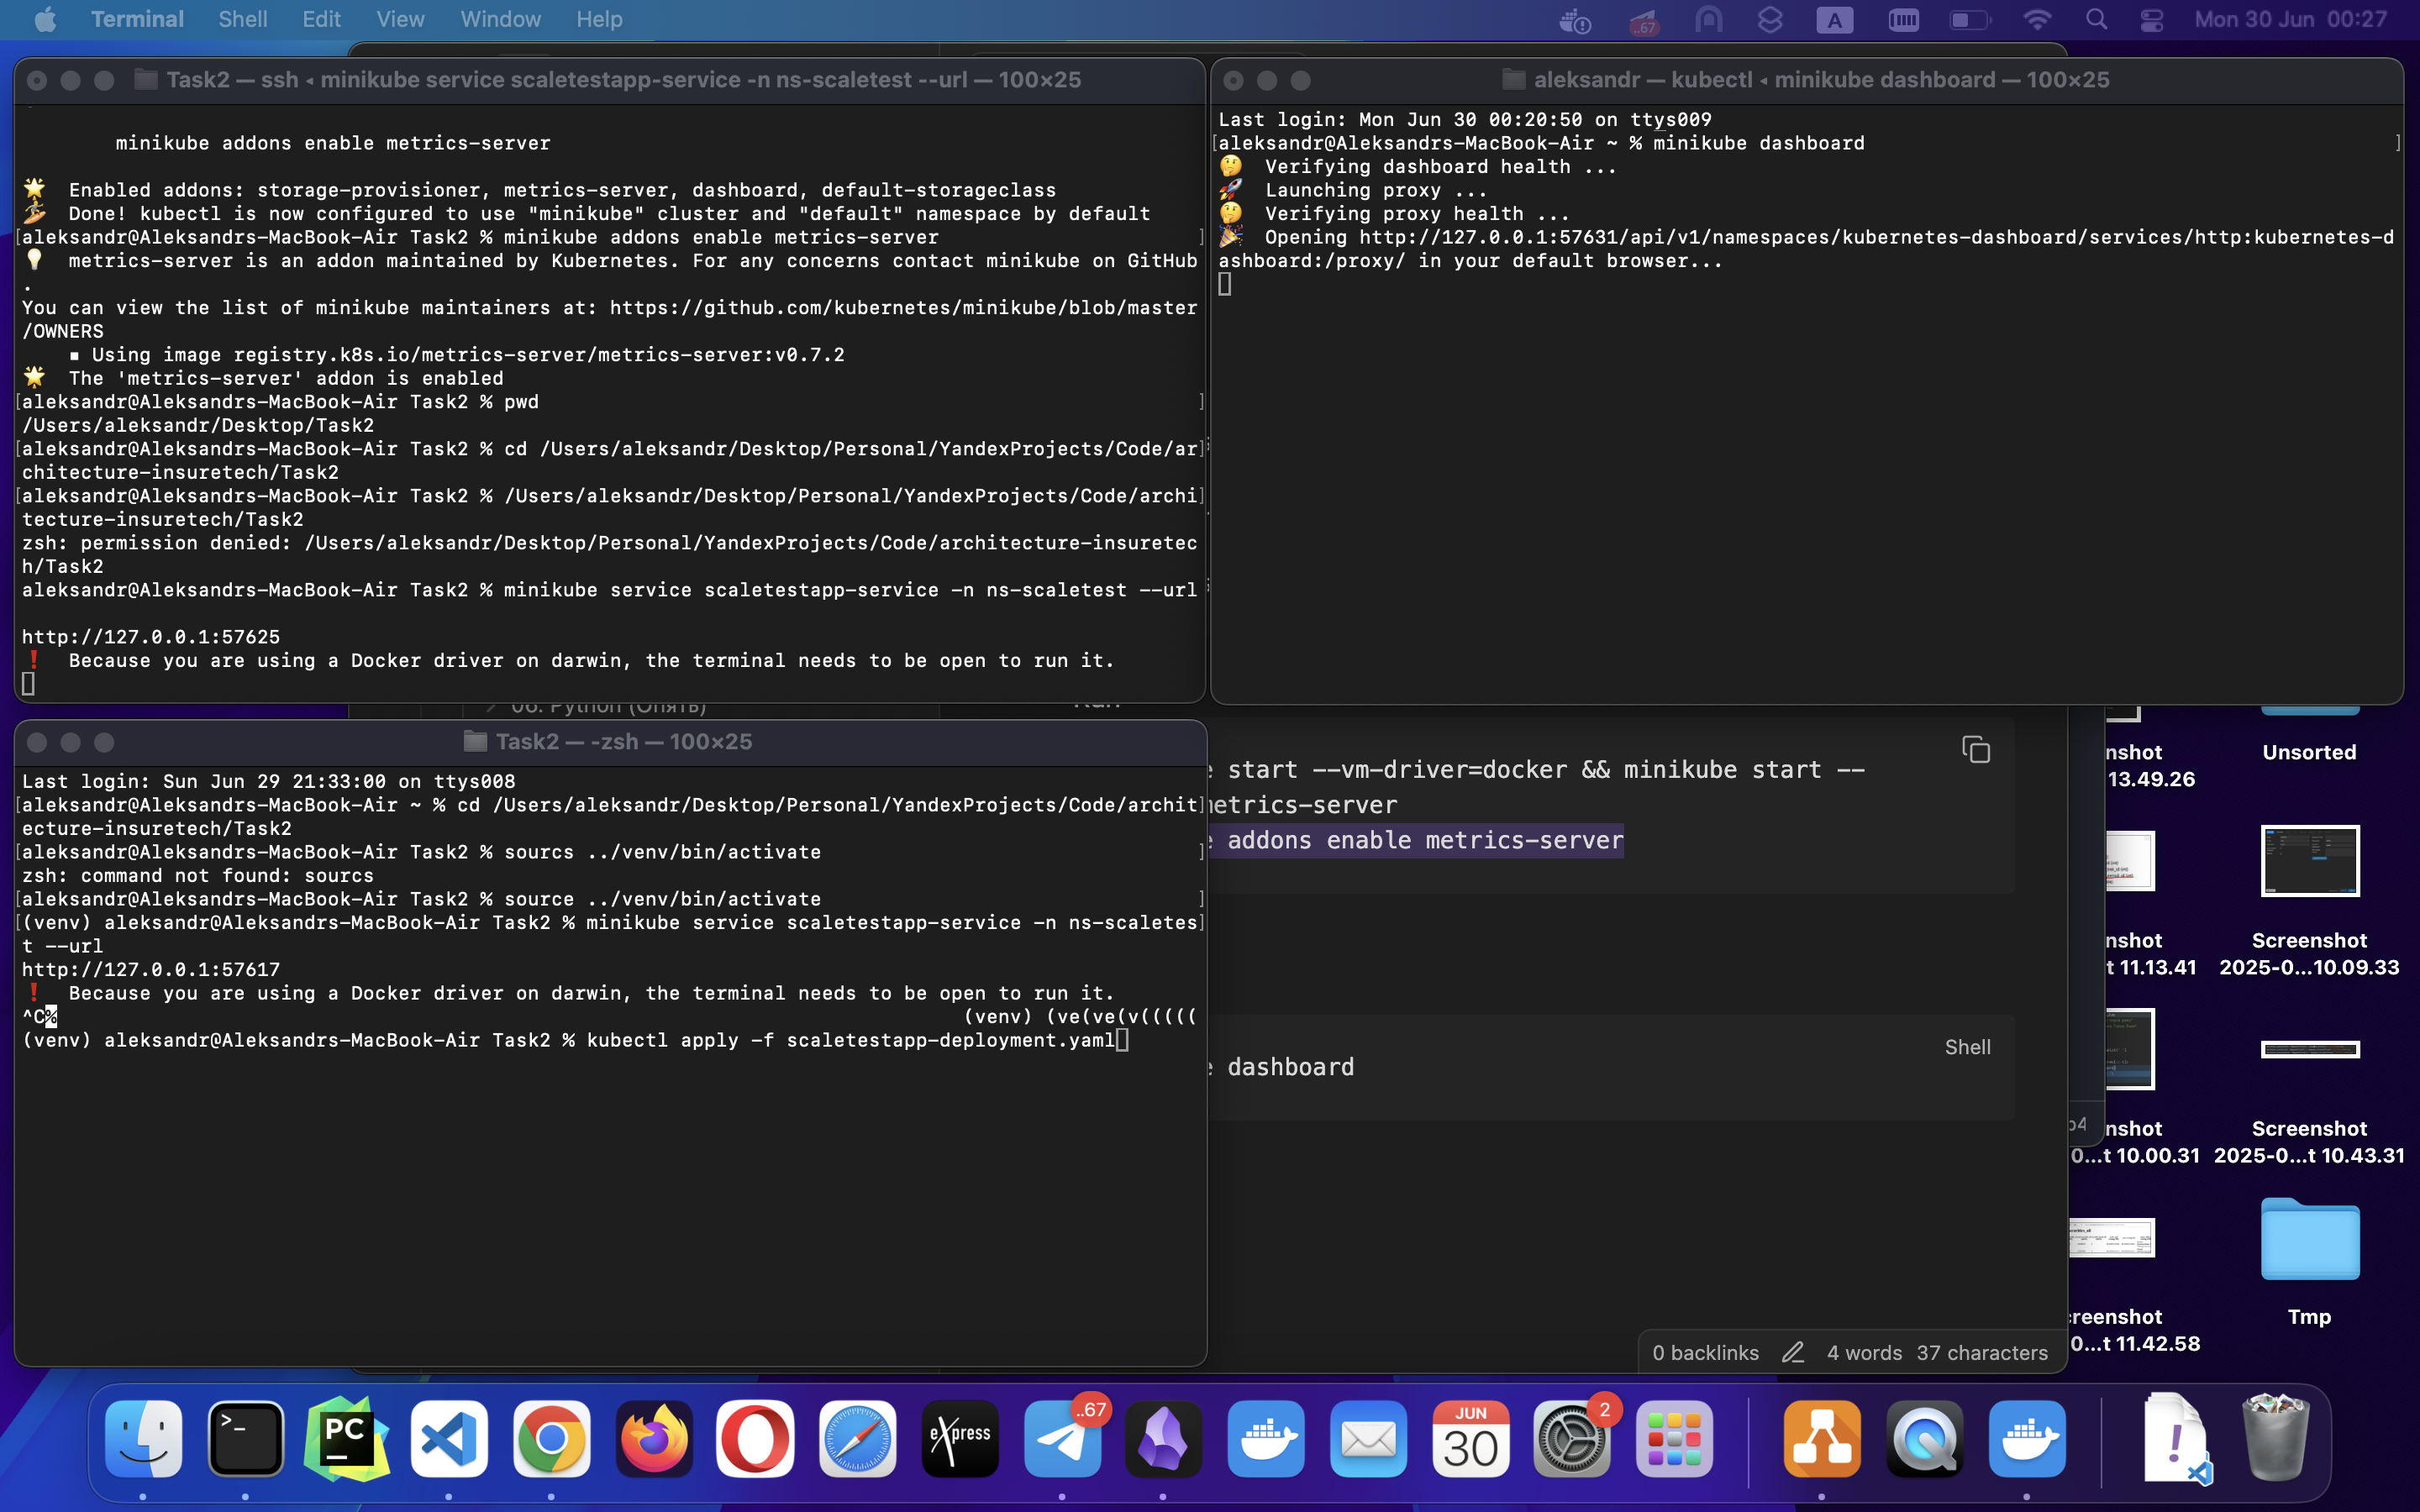 Terminal Shell Edit View Window Help
..67
A
Mon 30 Jun 00:27
Task2 — ssh ◂ minikube service scaletestapp-service -n ns-scaletest --url — 100×25
minikube addons enable metrics-server
🌟 Enabled addons: storage-provisioner, metrics-server, dashboard, default-storageclass
🏄 Done! kubectl is now configured to use "minikube" cluster and "default" namespace by default
[aleksandr@Aleksandrs-MacBook-Air Task2 % minikube addons enable metrics-server ]
💡 metrics-server is an addon maintained by Kubernetes. For any concerns contact minikube on GitHub
.
You can view the list of minikube maintainers at: https://github.com/kubernetes/minikube/blob/master
/OWNERS
▪ Using image registry.k8s.io/metrics-server/metrics-server:v0.7.2
🌟 The 'metrics-server' addon is enabled
[aleksandr@Aleksandrs-MacBook-Air Task2 % pwd ]
/Users/aleksandr/Desktop/Task2
[aleksandr@Aleksandrs-MacBook-Air Task2 % cd /Users/aleksandr/Desktop/Personal/YandexProjects/Code/ar]
chitecture-insuretech/Task2
[aleksandr@Aleksandrs-MacBook-Air Task2 % /Users/aleksandr/Desktop/Personal/YandexProjects/Code/archi]
tecture-insuretech/Task2
zsh: permission denied: /Users/aleksandr/Desktop/Personal/YandexProjects/Code/architecture-insuretec
h/Task2
aleksandr@Aleksandrs-MacBook-Air Task2 % minikube service scaletestapp-service -n ns-scaletest --url
http://127.0.0.1:57625
❗ Because you are using a Docker driver on darwin, the terminal needs to be open to run it.
aleksandr — kubectl ◂ minikube dashboard — 100×25
Last login: Mon Jun 30 00:20:50 on ttys009
[aleksandr@Aleksandrs-MacBook-Air ~ % minikube dashboard ]
🤔 Verifying dashboard health ...
🚀 Launching proxy ...
🤔 Verifying proxy health ...
🎉 Opening http://127.0.0.1:57631/api/v1/namespaces/kubernetes-dashboard/services/http:kubernetes-d
ashboard:/proxy/ in your default browser...
06. Python (Опять)
Task2 — -zsh — 100×25
Last login: Sun Jun 29 21:33:00 on ttys008
[aleksandr@Aleksandrs-MacBook-Air ~ % cd /Users/aleksandr/Desktop/Personal/YandexProjects/Code/archit]
ecture-insuretech/Task2
[aleksandr@Aleksandrs-MacBook-Air Task2 % sourcs ../venv/bin/activate ]
zsh: command not found: sourcs
[aleksandr@Aleksandrs-MacBook-Air Task2 % source ../venv/bin/activate ]
[(venv) aleksandr@Aleksandrs-MacBook-Air Task2 % minikube service scaletestapp-service -n ns-scaletes]
t --url
http://127.0.0.1:57617
❗ Because you are using a Docker driver on darwin, the terminal needs to be open to run it.
^C% (venv) (ve(ve(v(((((
(venv) aleksandr@Aleksandrs-MacBook-Air Task2 % kubectl apply -f scaletestapp-deployment.yaml
e start --vm-driver=docker && minikube start --
metrics-server
e addons enable metrics-server
Shell
e dashboard
0 backlinks 4 words 37 characters
p4
nshot
13.49.26
Unsorted
nshot
t 11.13.41
Screenshot
2025-0...10.09.33
nshot
0...t 10.00.31
Screenshot
2025-0...t 10.43.31
creenshot
0...t 11.42.58
Tmp
>_
PC
eXpress
..67
JUN
30
2